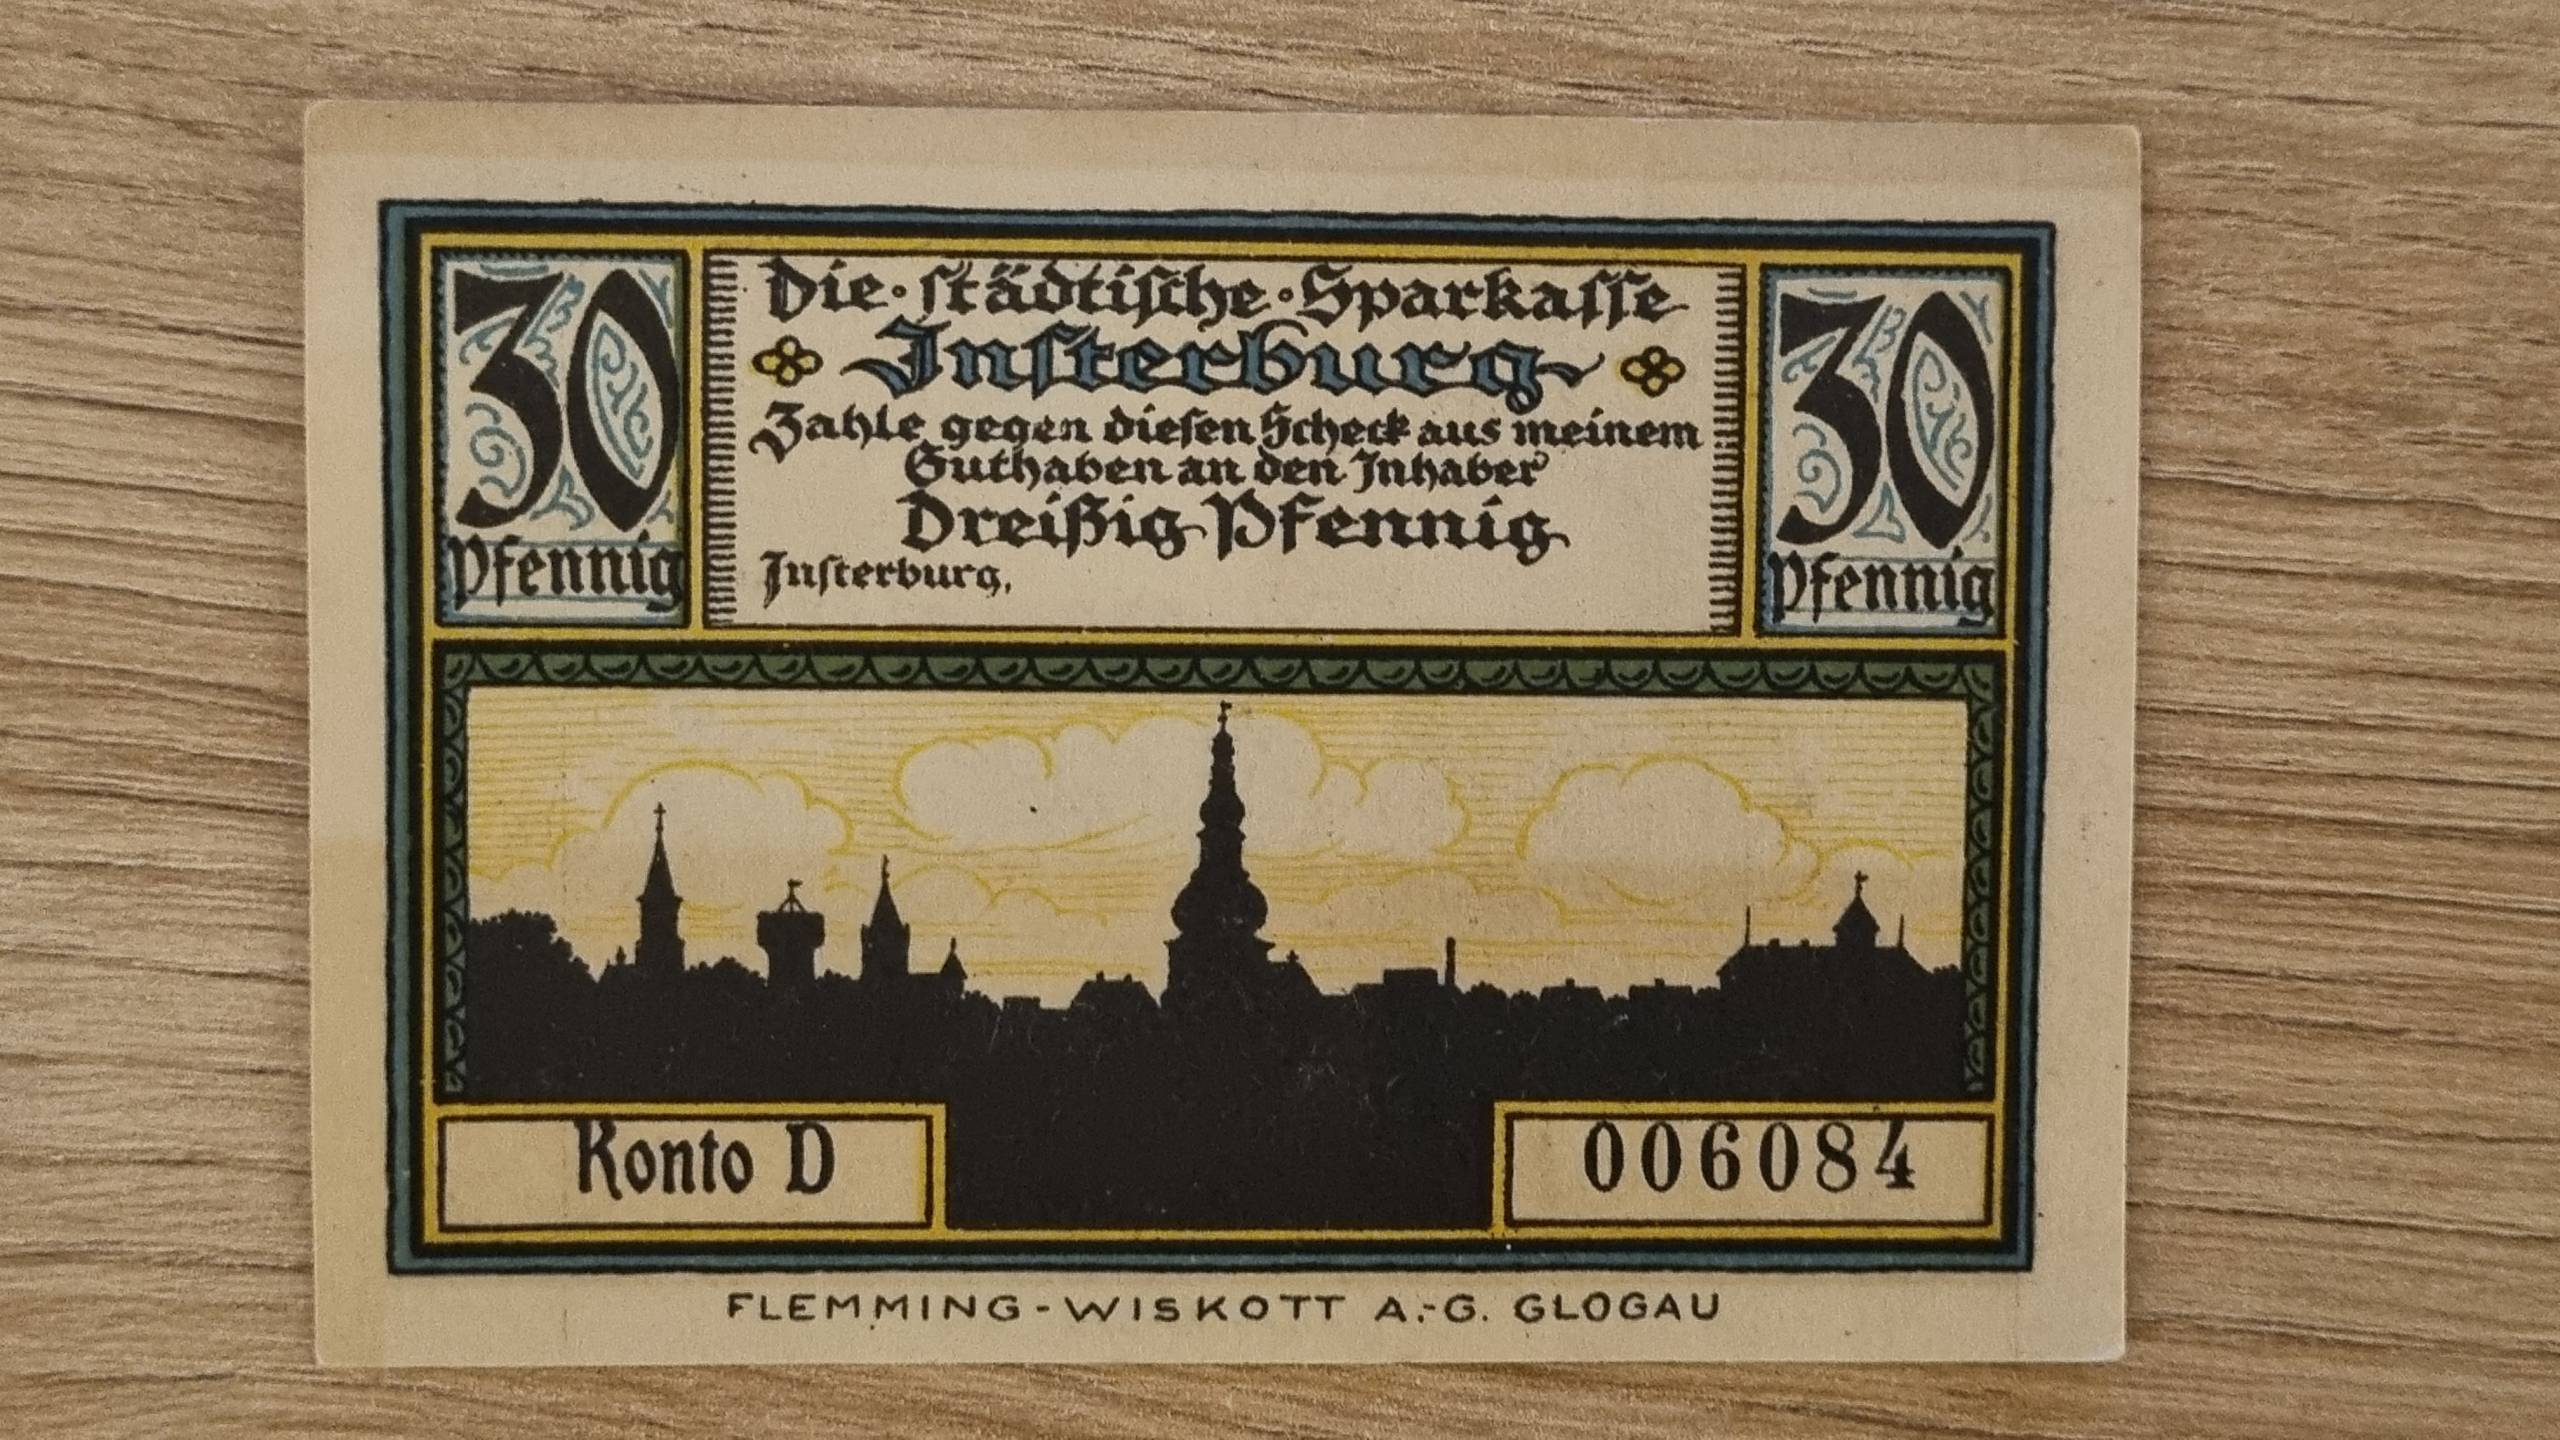 30
Pfennig
Die·städtische·Sparkasse
Insterburg
Zahle gegen diesen Scheck aus meinem
Guthaben an den Inhaber
Dreißig Pfennig
Insterburg,
30
Pfennig
Konto D
006084
FLEMMING-WISKOTT A.-G. GLOGAU